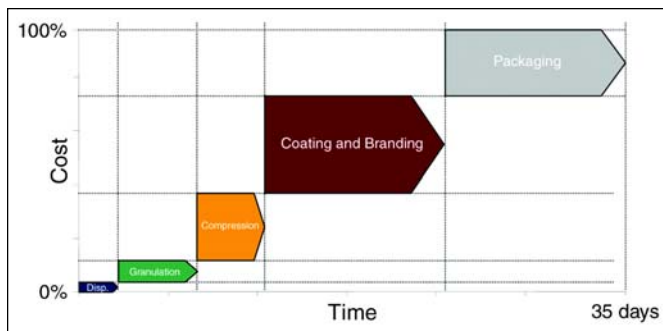 100%
Packaging
Coating and Branding
Cost
Compression
Granulation
Disp.
0%
Time
35 days